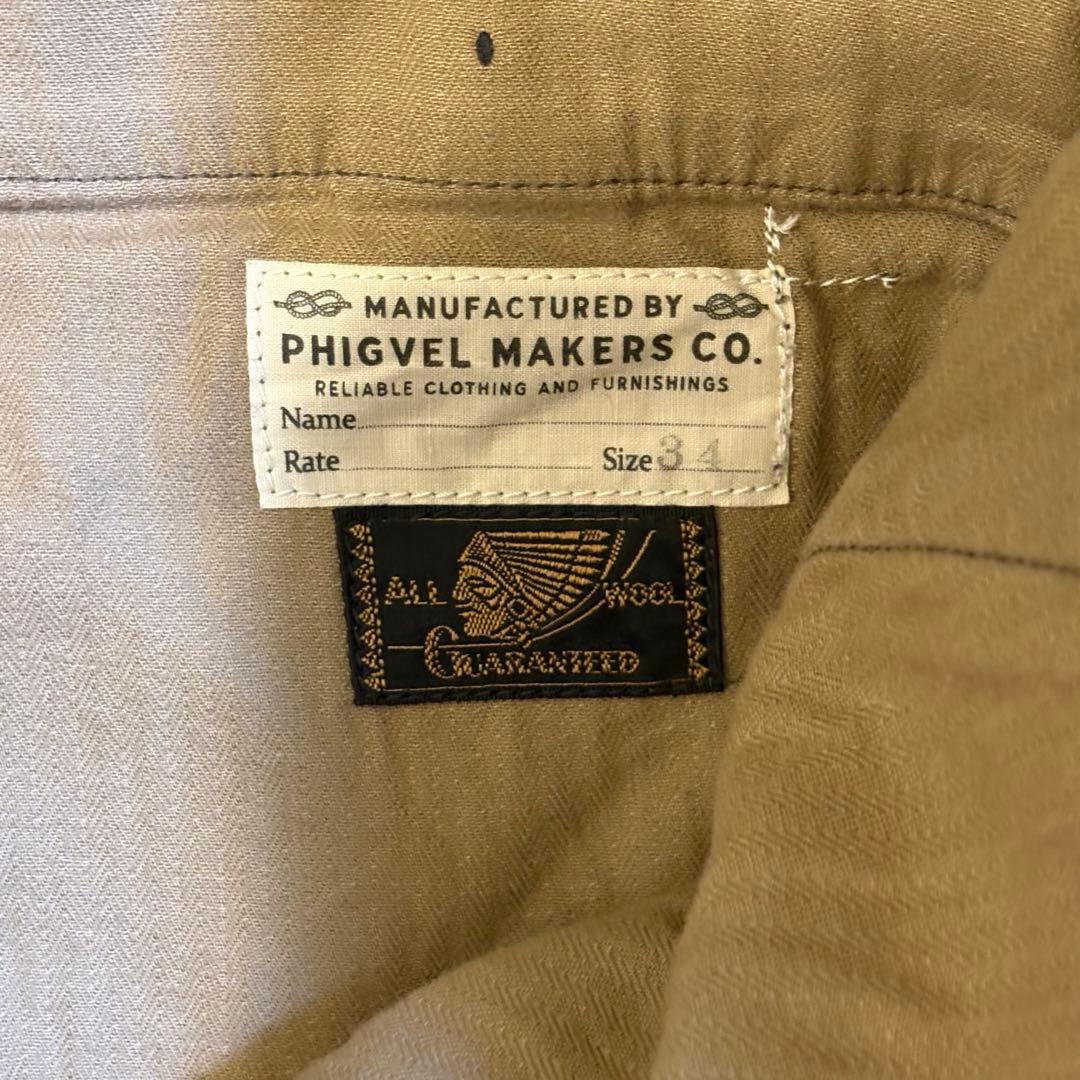 MANUFACTURED BY
PHIGVEL MAKERS CO.
RELIABLE CLOTHING AND FURNISHINGS
Name
Rate Size 34
ALL WOOL
GUARANTEED